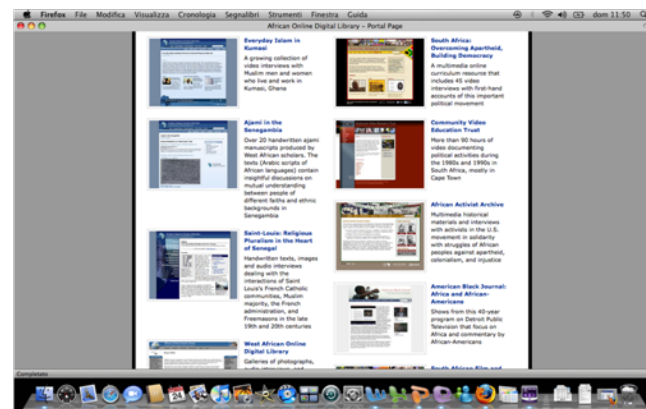 Firefox File Modifica Visualizza Cronologia Segnalibri Strumenti Finestra Guida dom 11:50
African Online Digital Library – Portal Page
Everyday Islam in
Kumasi
A growing collection of
video interviews with
Muslim men and women
who live and work in
Kumasi, Ghana
Ajami in the
Senegambia
Over 20 handwritten ajami
manuscripts produced by
West African scholars. The
texts (Arabic scripts of
African languages) contain
insightful discussions on
mutual understanding
between people of
different faiths and ethnic
backgrounds in
Senegambia
Saint-Louis: Religious
Pluralism in the Heart
of Senegal
Handwritten texts, images
and audio interviews
dealing with the
interactions of Saint
Louis's French Catholic
communities, Muslim
majority, the French
administration, and
Freemasons in the late
19th and 20th centuries
West African Online
Digital Library
Galleries of photographs,
South Africa:
Overcoming Apartheid,
Building Democracy
A multimedia online
curriculum resource that
includes 45 video
interviews with first-hand
accounts of this important
political movement
Community Video
Education Trust
More than 90 hours of
video documenting
political activities during
the 1980s and 1990s in
South Africa, mostly in
Cape Town
African Activist Archive
Multimedia historical
materials and interviews
with activists in the U.S.
movement in solidarity
with struggles of African
peoples against apartheid,
colonialism, and injustice
American Black Journal:
Africa and African-
Americans
Shows from this 40-year
program on Detroit Public
Television that focus on
Africa and commentary by
African-Americans
South African Film and
Completato